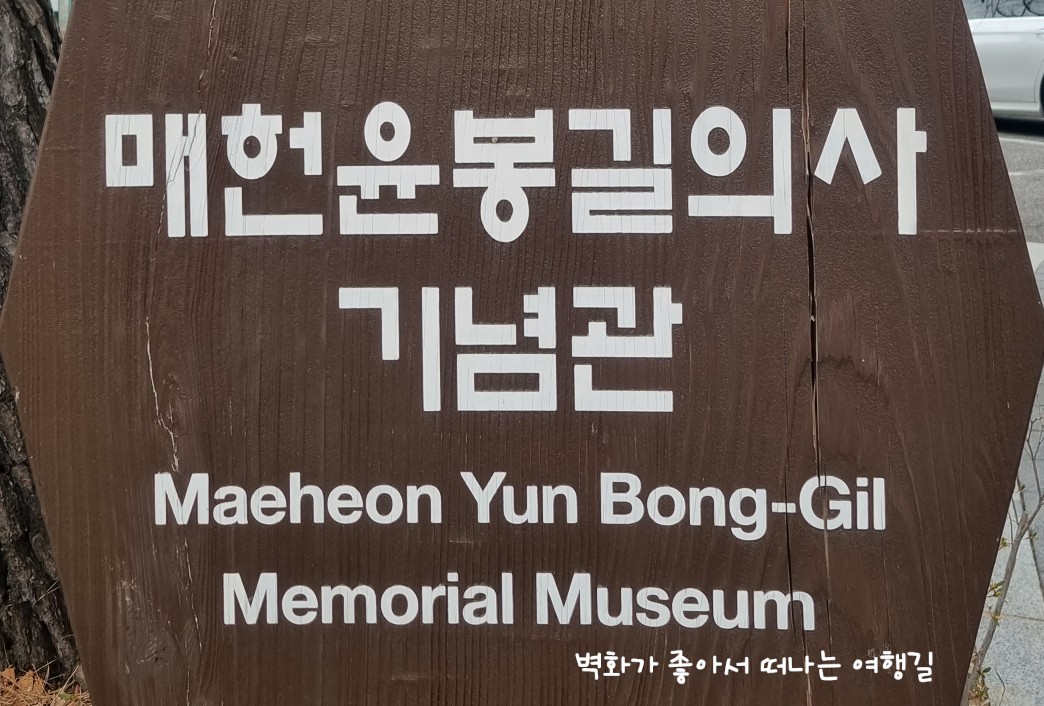 매헌윤봉길의사
기념관
Maeheon Yun Bong-Gil
Memorial Museum
벽화가 좋아서 떠나는 여행길